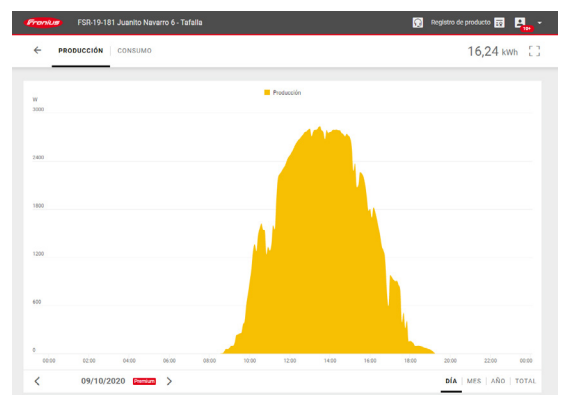 Fronius FSR-19-181 Juanito Navarro 6 - Tafalla Registro de producto 10+
PRODUCCIÓN CONSUMO 16,24 kWh
Producción
W
3000
2400
1800
1200
600
0
00:00 02:00 04:00 06:00 08:00 10:00 12:00 14:00 16:00 18:00 20:00 22:00 00:00
09/10/2020 Premium DÍA MES AÑO TOTAL